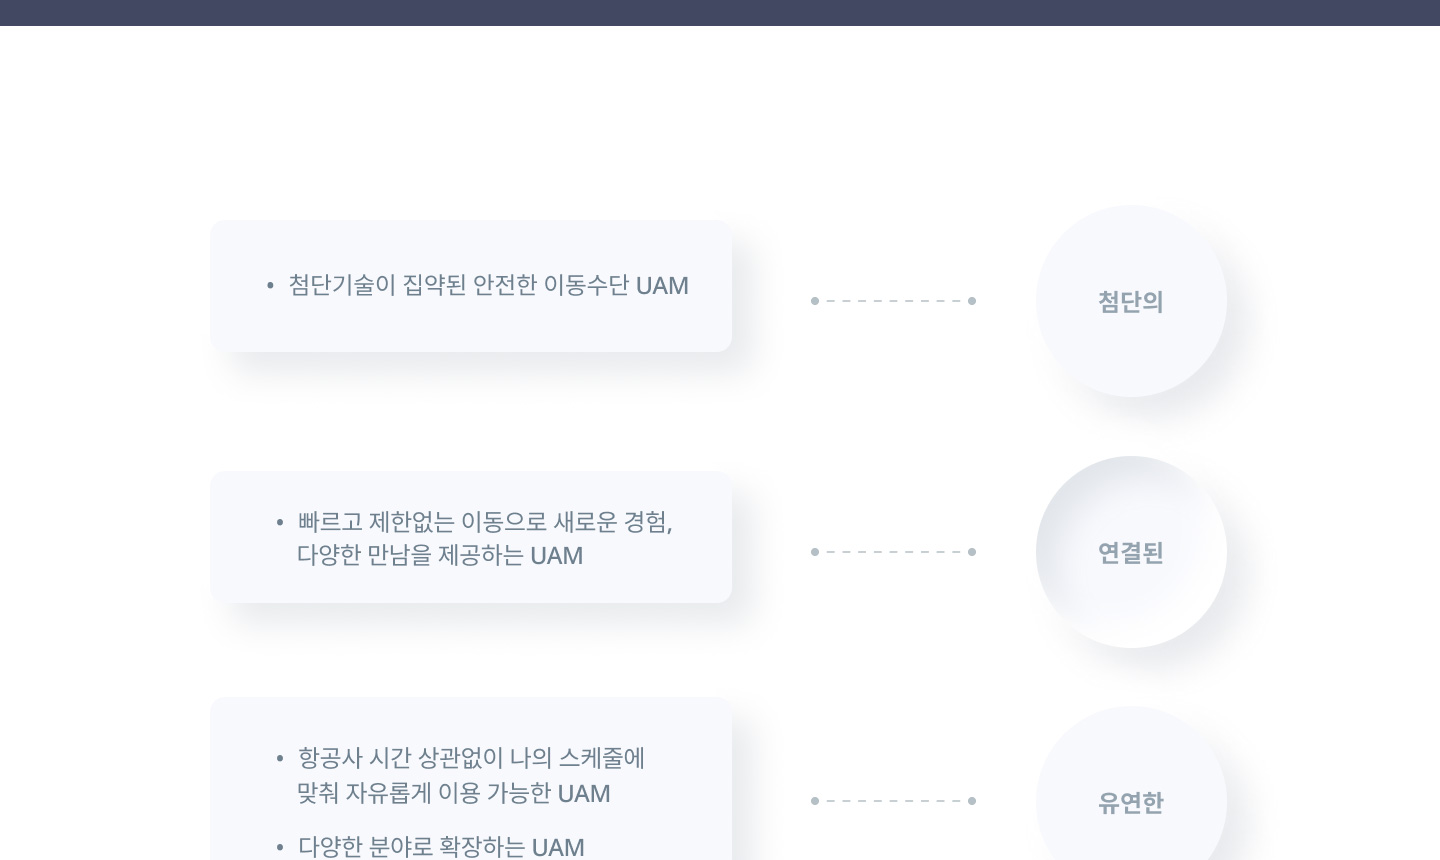 • 첨단기술이 집약된 안전한 이동수단 UAM
첨단의
• 빠르고 제한없는 이동으로 새로운 경험,
다양한 만남을 제공하는 UAM
연결된
• 항공사 시간 상관없이 나의 스케줄에
맞춰 자유롭게 이용 가능한 UAM
• 다양한 분야로 확장하는 UAM
유연한